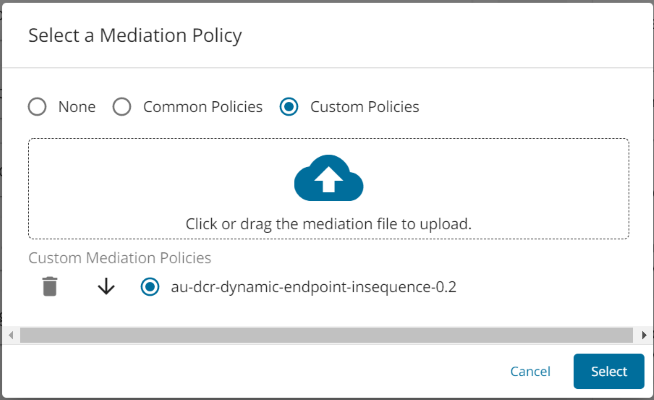 Select a Mediation Policy
None Common Policies Custom Policies
Click or drag the mediation file to upload.
Custom Mediation Policies
au-dcr-dynamic-endpoint-insequence-0.2
Cancel Select